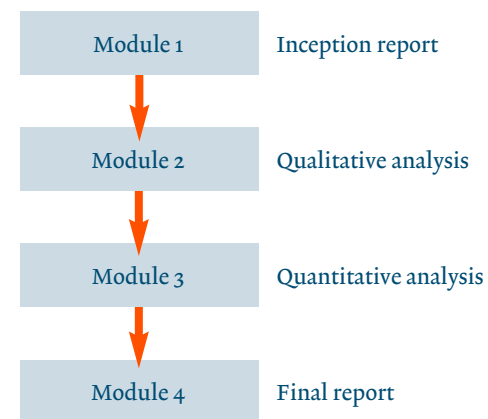 Module 1 Inception report
Module 2 Qualitative analysis
Module 3 Quantitative analysis
Module 4 Final report